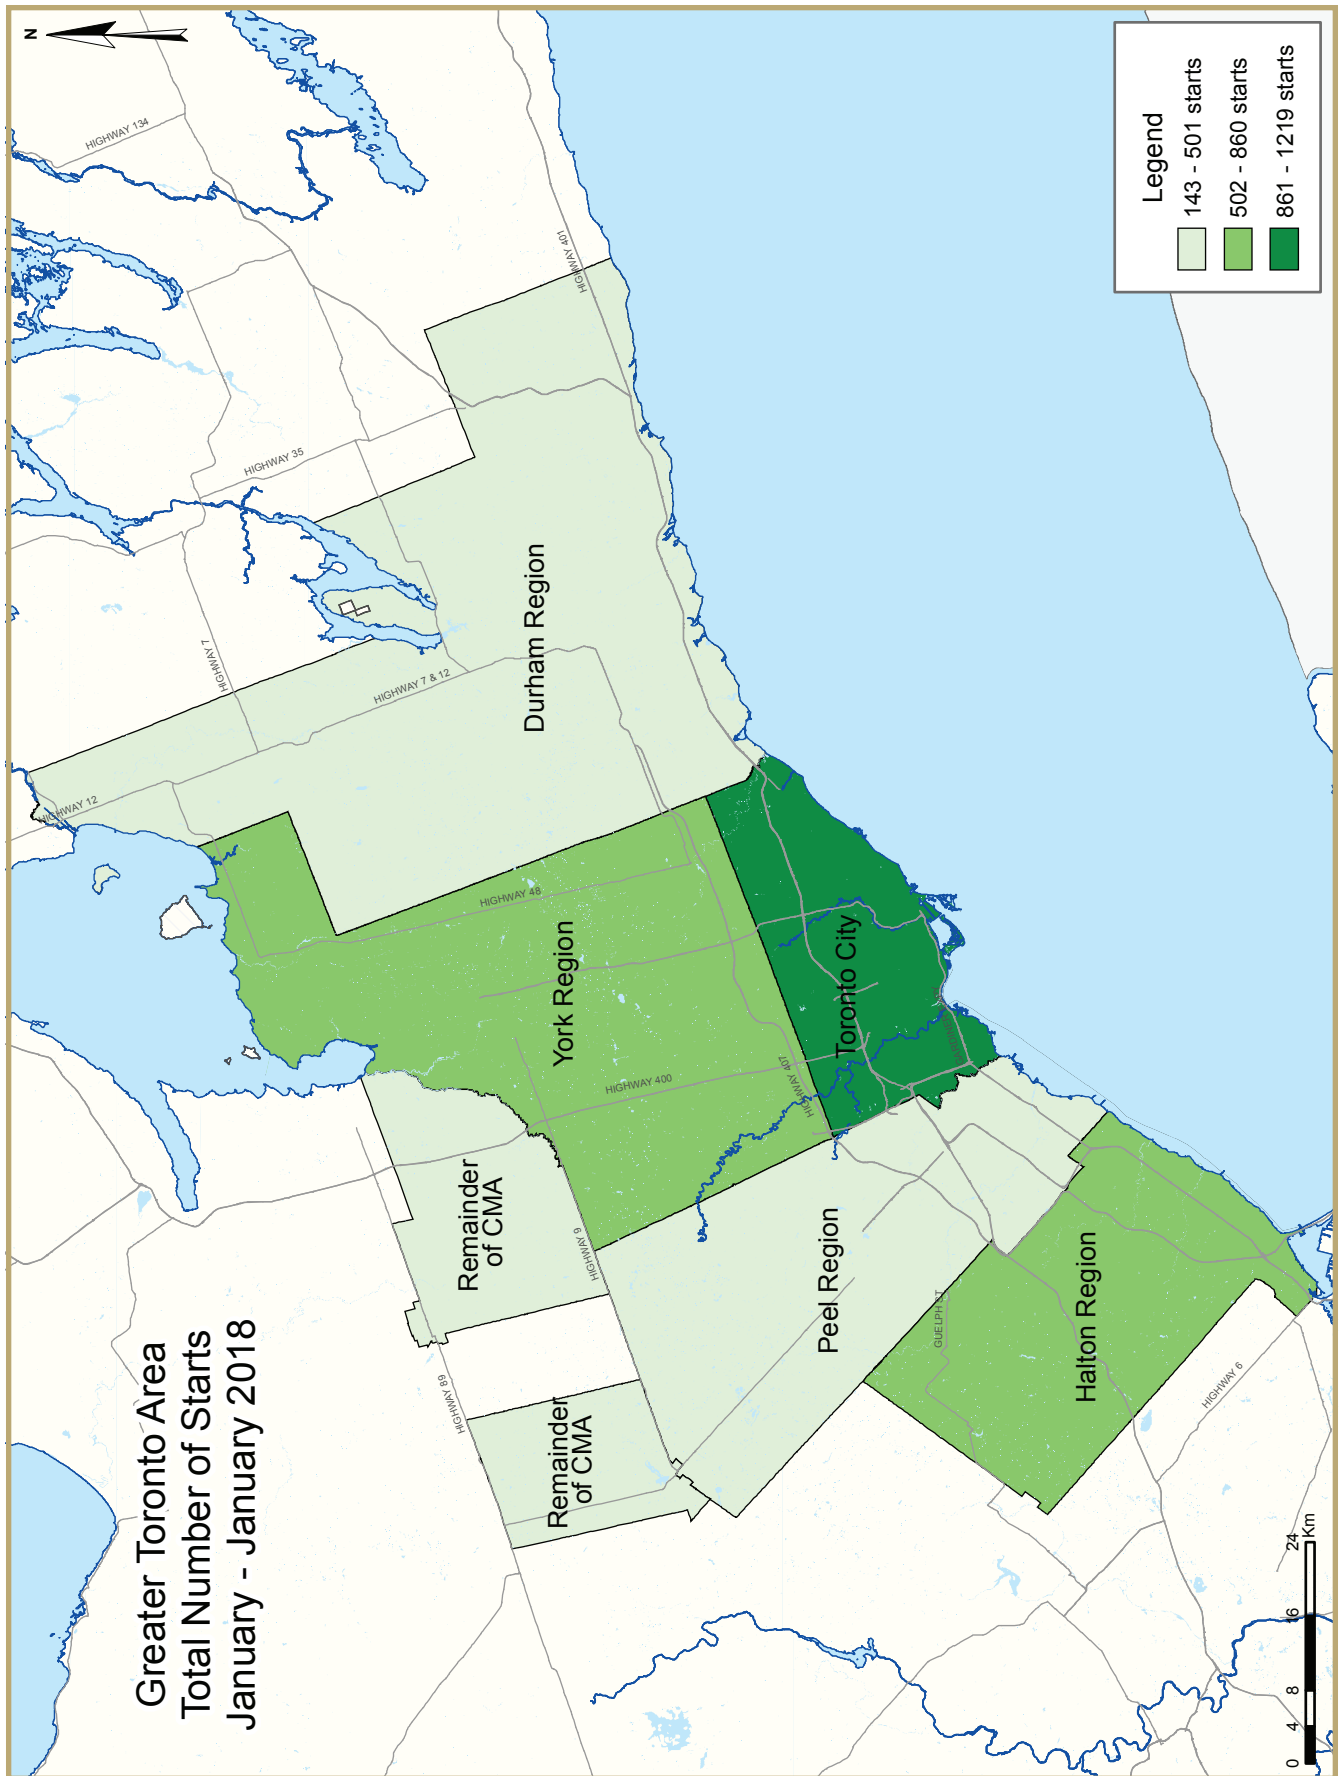 Greater Toronto Area
Total Number of Starts
January - January 2018
N
HIGHWAY 134
HIGHWAY 401
HIGHWAY 35
HIGHWAY 7
HIGHWAY 7 & 12
HIGHWAY 12
Durham Region
HIGHWAY 48
York Region
Toronto City
HIGHWAY 400
HIGHWAY 407
Remainder
of CMA
HIGHWAY 9
HIGHWAY 89
Remainder
of CMA
Peel Region
GUELPH ST
Halton Region
HIGHWAY 6
Legend
143 - 501 starts
502 - 860 starts
861 - 1219 starts
0 4 8 16 24
Km